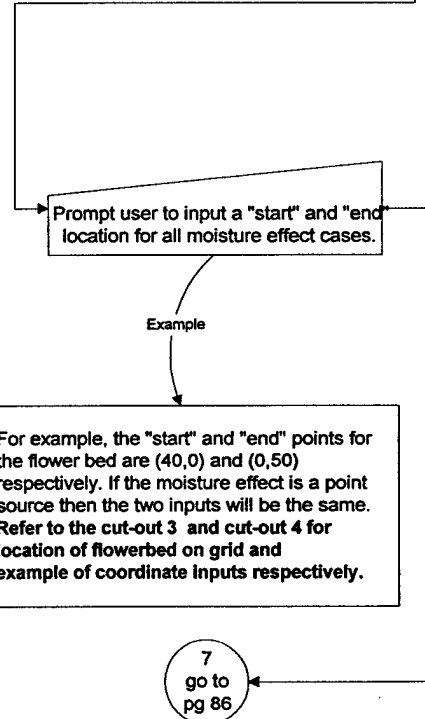 Prompt user to input a "start" and "end
location for all moisture effect cases.
Example
For example, the "start" and "end" points for
the flower bed are (40,0) and (0,50)
respectively. If the moisture effect is a point
source then the two inputs will be the same.
Refer to the cut-out 3 and cut-out 4 for
location of flowerbed on grid and
example of coordinate inputs respectively.
7
go to
pg 86